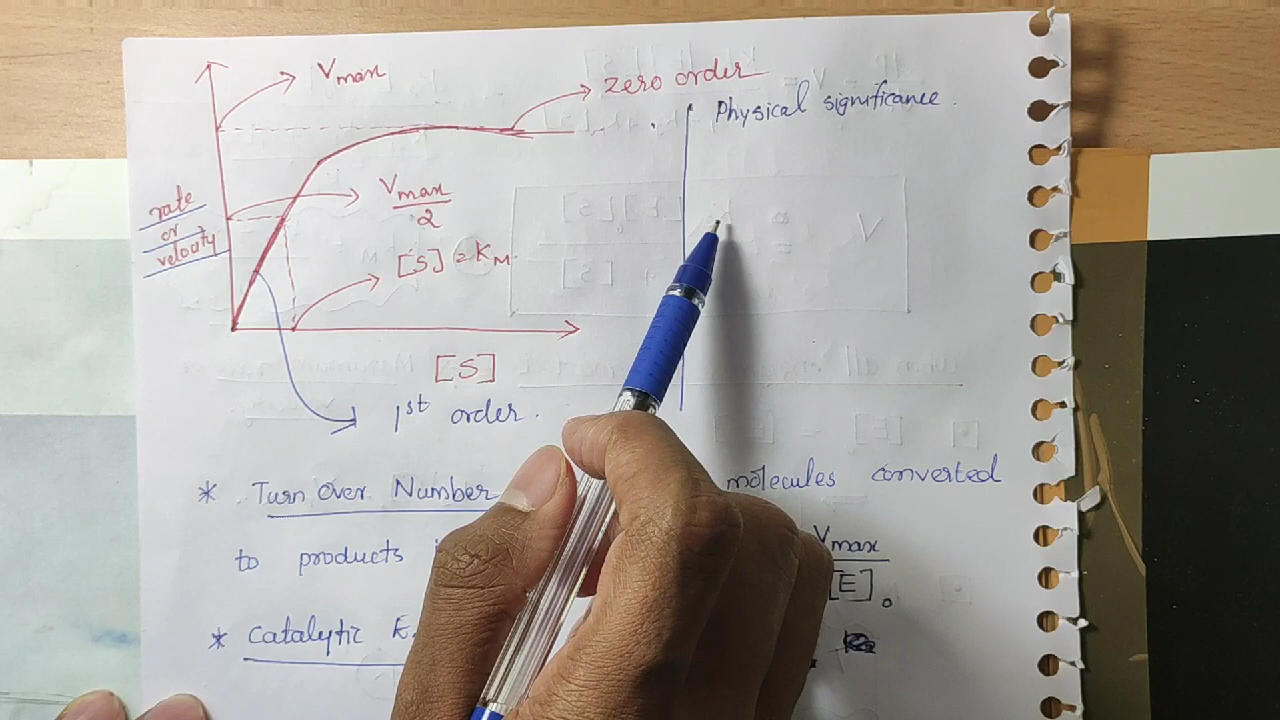 Vmax
zero order
Physical significance.
rate
or
velocity
Vmax
2
[S] = KM
[S]
1st order.
* Turn Over Number
molecules converted
to products
Vmax
[E]o
* Catalytic E.